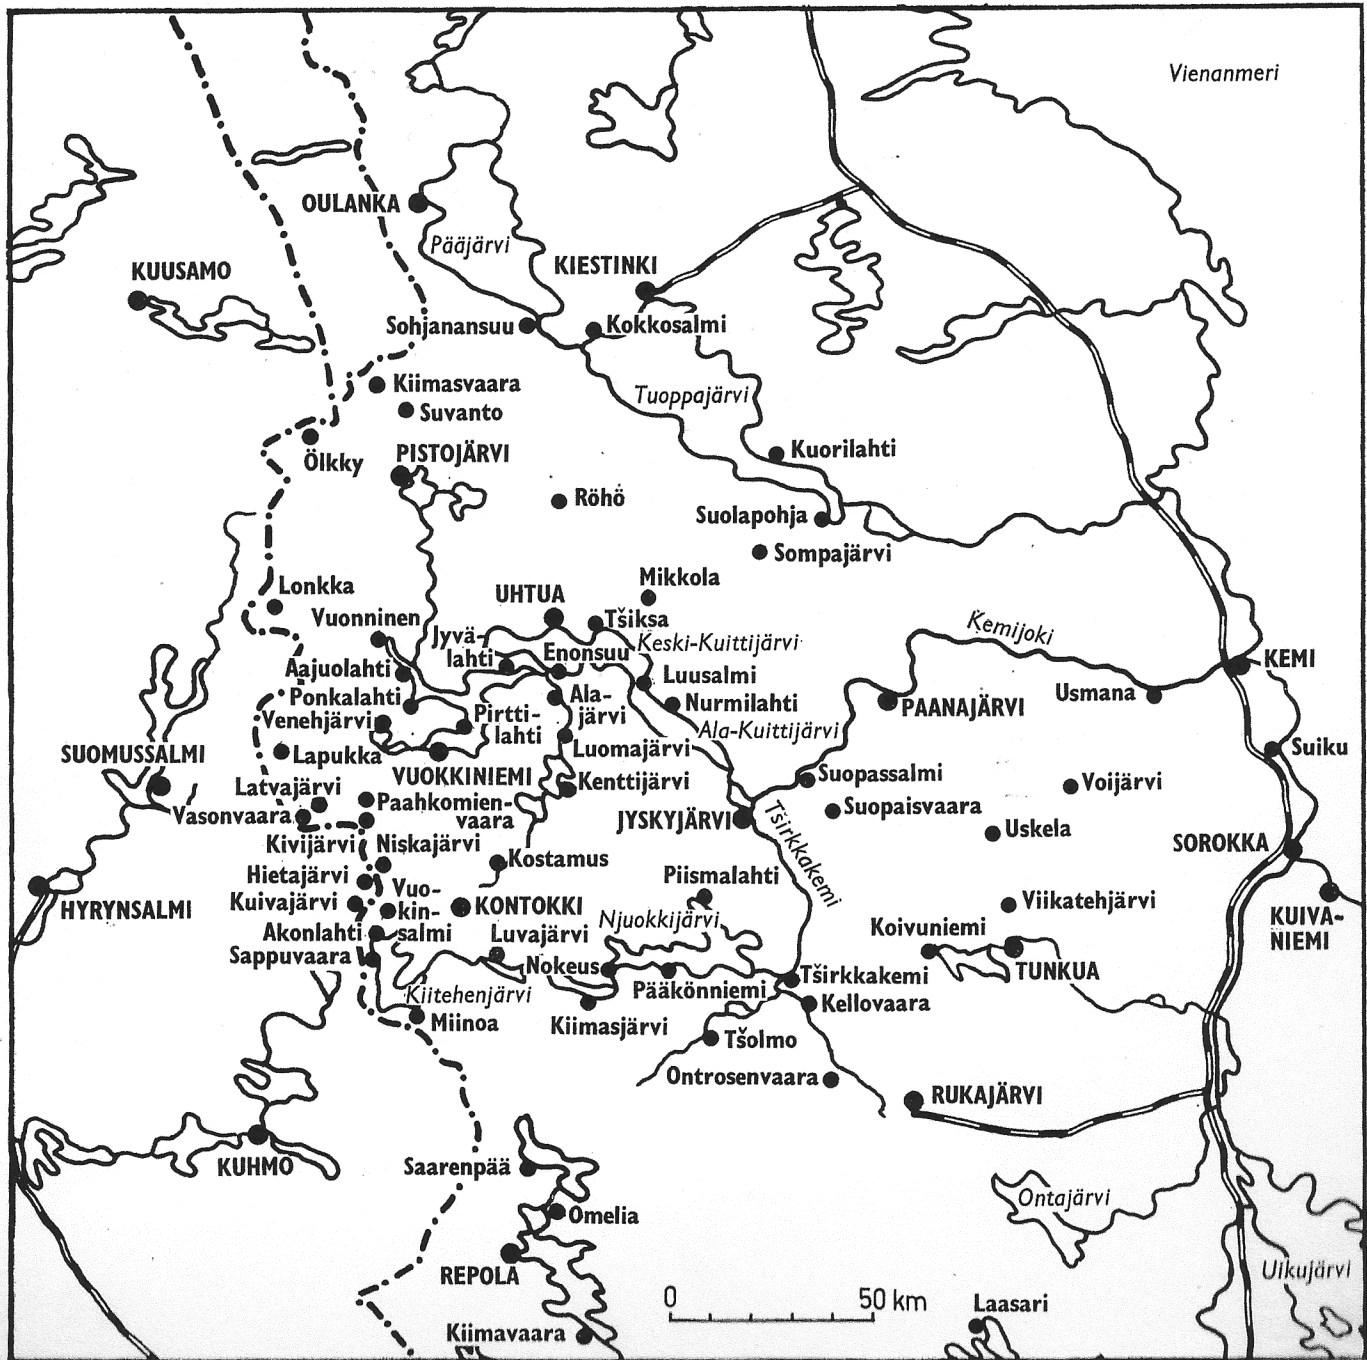 Vienanmeri
OULANKA
Pääjärvi
KUUSAMO
KIESTINKI
Sohjanansuu
Kokkosalmi
Kiimasvaara
Suvanto
Tuoppajärvi
Ölkky
PISTOJÄRVI
Kuorilahti
Röhö
Suolapohja
Sompajärvi
Lonkka
Mikkola
UHTUA
Vuonninen
Tšiksa
Jyvä-
lahti
Enonsuu
Keski-Kuittijärvi
Kemijoki
KEMI
Aajuolahti
Luusalmi
Ponkalahti
Ala-
järvi
Nurmilahti
Usmana
PAANAJÄRVI
Venehjärvi
Pirtti-
lahti
Ala-Kuittijärvi
SUOMUSSALMI
Lapukka
Luomajärvi
Suiku
VUOKKINIEMI
Kenttijärvi
Suopassalmi
Voijärvi
Latvajärvi
Paahkomien-
vaara
Suopaisvaara
Vasonvaara
JYSKYJÄRVI
Tširkkakemi
Uskela
Kivijärvi
Niskajärvi
SOROKKA
Kostamus
Hietajärvi
Piismalahti
Vuo-
kin-
salmi
Kuivajärvi
KONTOKKI
Viikatehjärvi
HYRYNSALMI
Njuokkijärvi
KUIVA-
NIEMI
Akonlahti
Luvajärvi
Koivuniemi
Sappuvaara
Nokeus
TUNKUA
Tširkkakemi
Kiitehenjärvi
Pääkönniemi
Kellovaara
Miinoa
Kiimasjärvi
Tšolmo
Ontrosenvaara
RUKAJÄRVI
KUHMO
Saarenpää
Ontajärvi
Omelia
REPOLA
Uikujärvi
0 50 km
Laasari
Kiimavaara